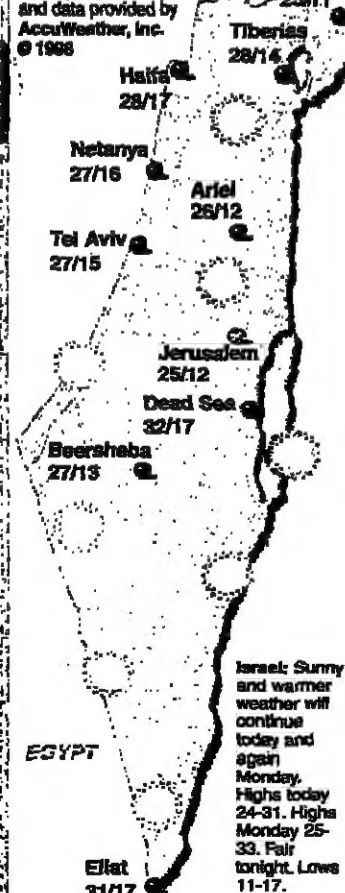 and data provided by
AccuWeather, Inc.
© 1998
Tiberias
28/14
Haifa
28/17
Netanya
27/16
Ariel
26/12
Tel Aviv
27/15
Jerusalem
25/12
Dead Sea
32/17
Beersheba
27/13
EGYPT
Israel: Sunny
and warmer
weather will
continue
today and
again
Monday.
Highs today
24-31. Highs
Monday 25-
33. Fair
tonight. Lows
11-17.
Eilat
31/17